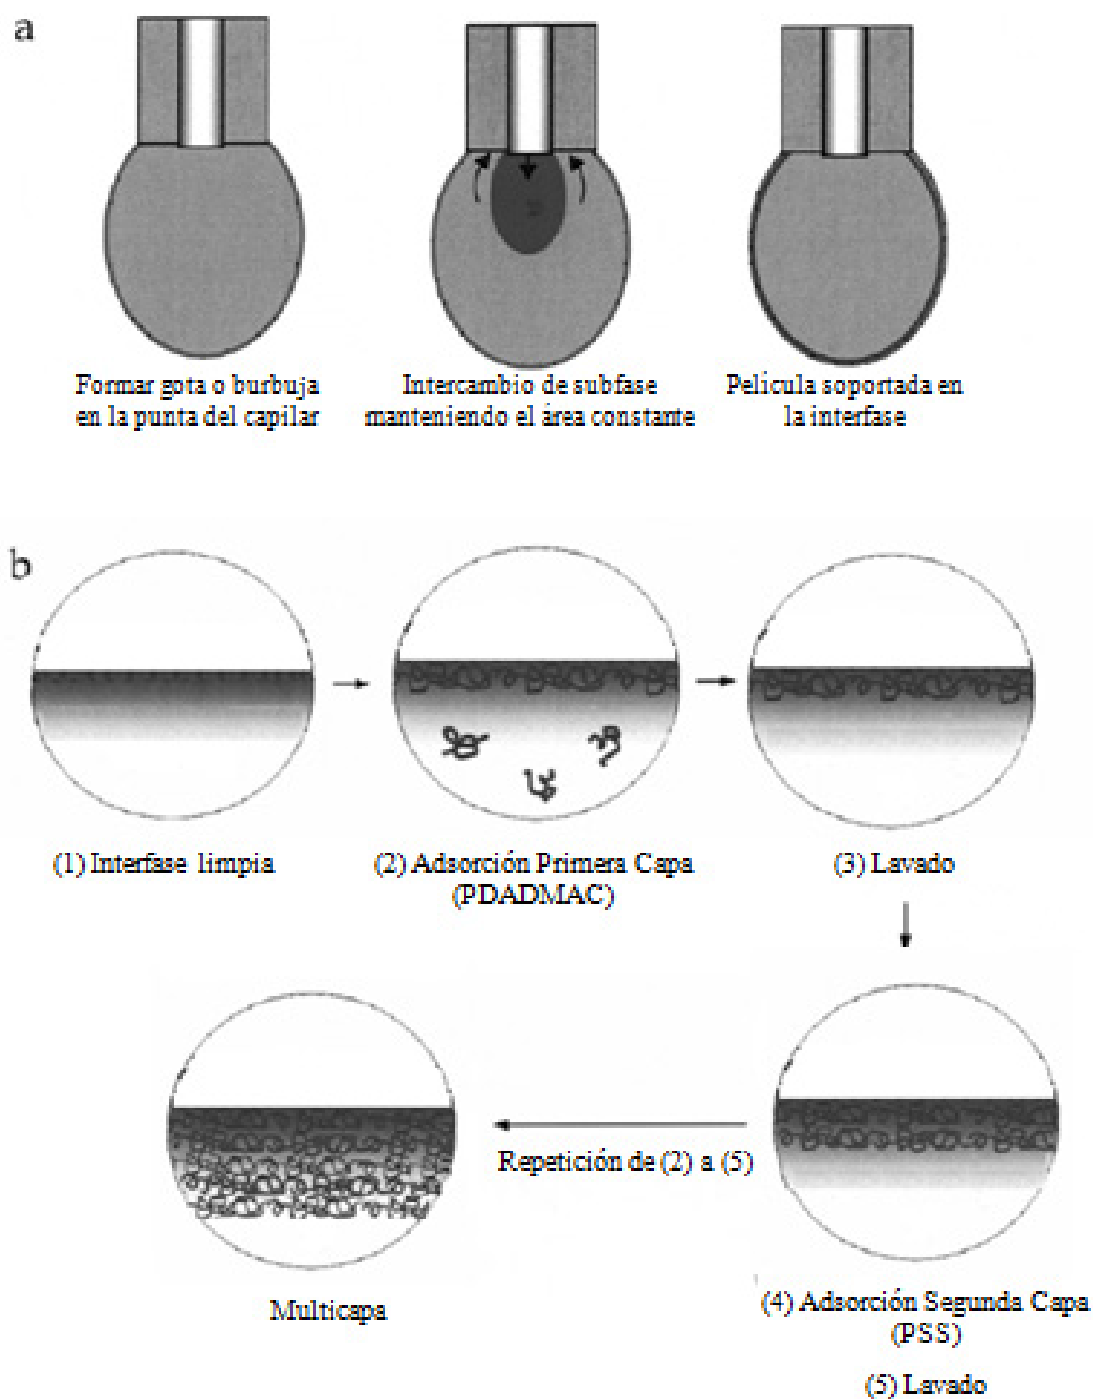 a
Formar gota o burbuja
en la punta del capilar
Intercambio de subfase
manteniendo el área constante
Película soportada en
la interfase
b
(1) Interfase limpia
(2) Adsorción Primera Capa
(PDADMAC)
(3) Lavado
Repetición de (2) a (5)
Multicapa
(4) Adsorción Segunda Capa
(PSS)
(5) Lavado